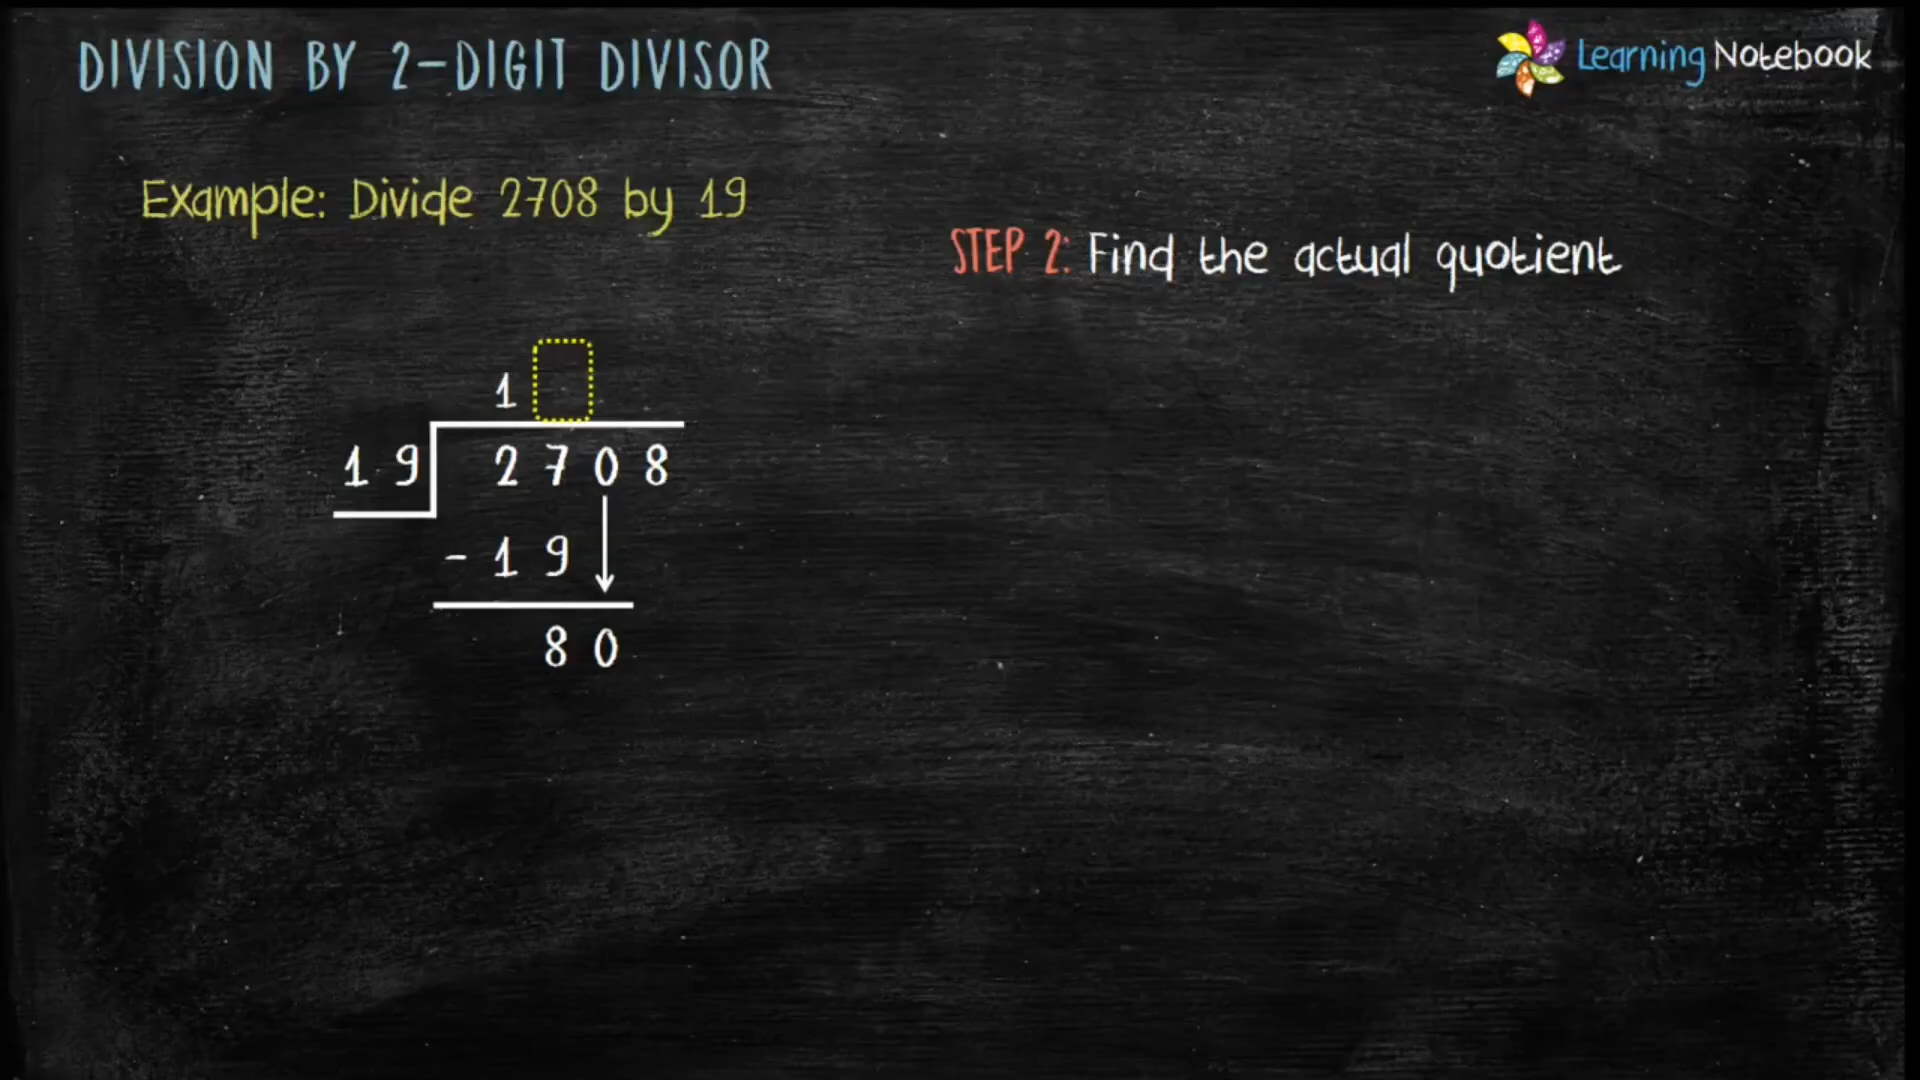 DIVISION BY 2-DIGIT DIVISOR
Learning Notebook
Example: Divide 2708 by 19
STEP 2: Find the actual quotient
1
19 2708
- 19
80